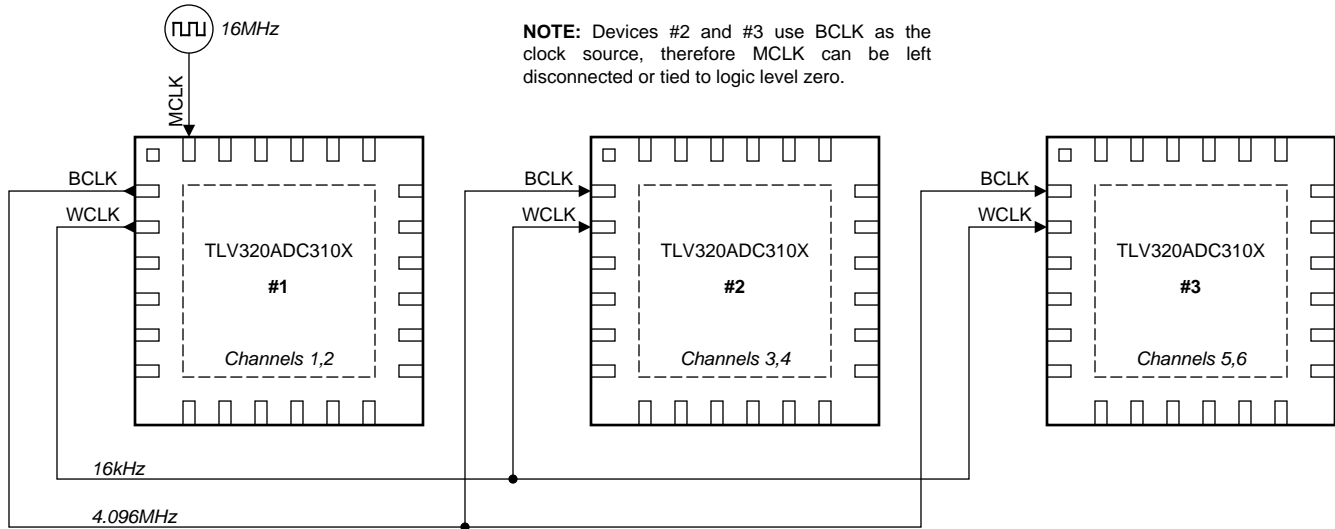 16MHz
NOTE: Devices #2 and #3 use BCLK as the
clock source, therefore MCLK can be left
disconnected or tied to logic level zero.
MCLK
BCLK
WCLK
TLV320ADC310X
#1
Channels 1,2
BCLK
WCLK
TLV320ADC310X
#2
Channels 3,4
BCLK
WCLK
TLV320ADC310X
#3
Channels 5,6
16kHz
4.096MHz